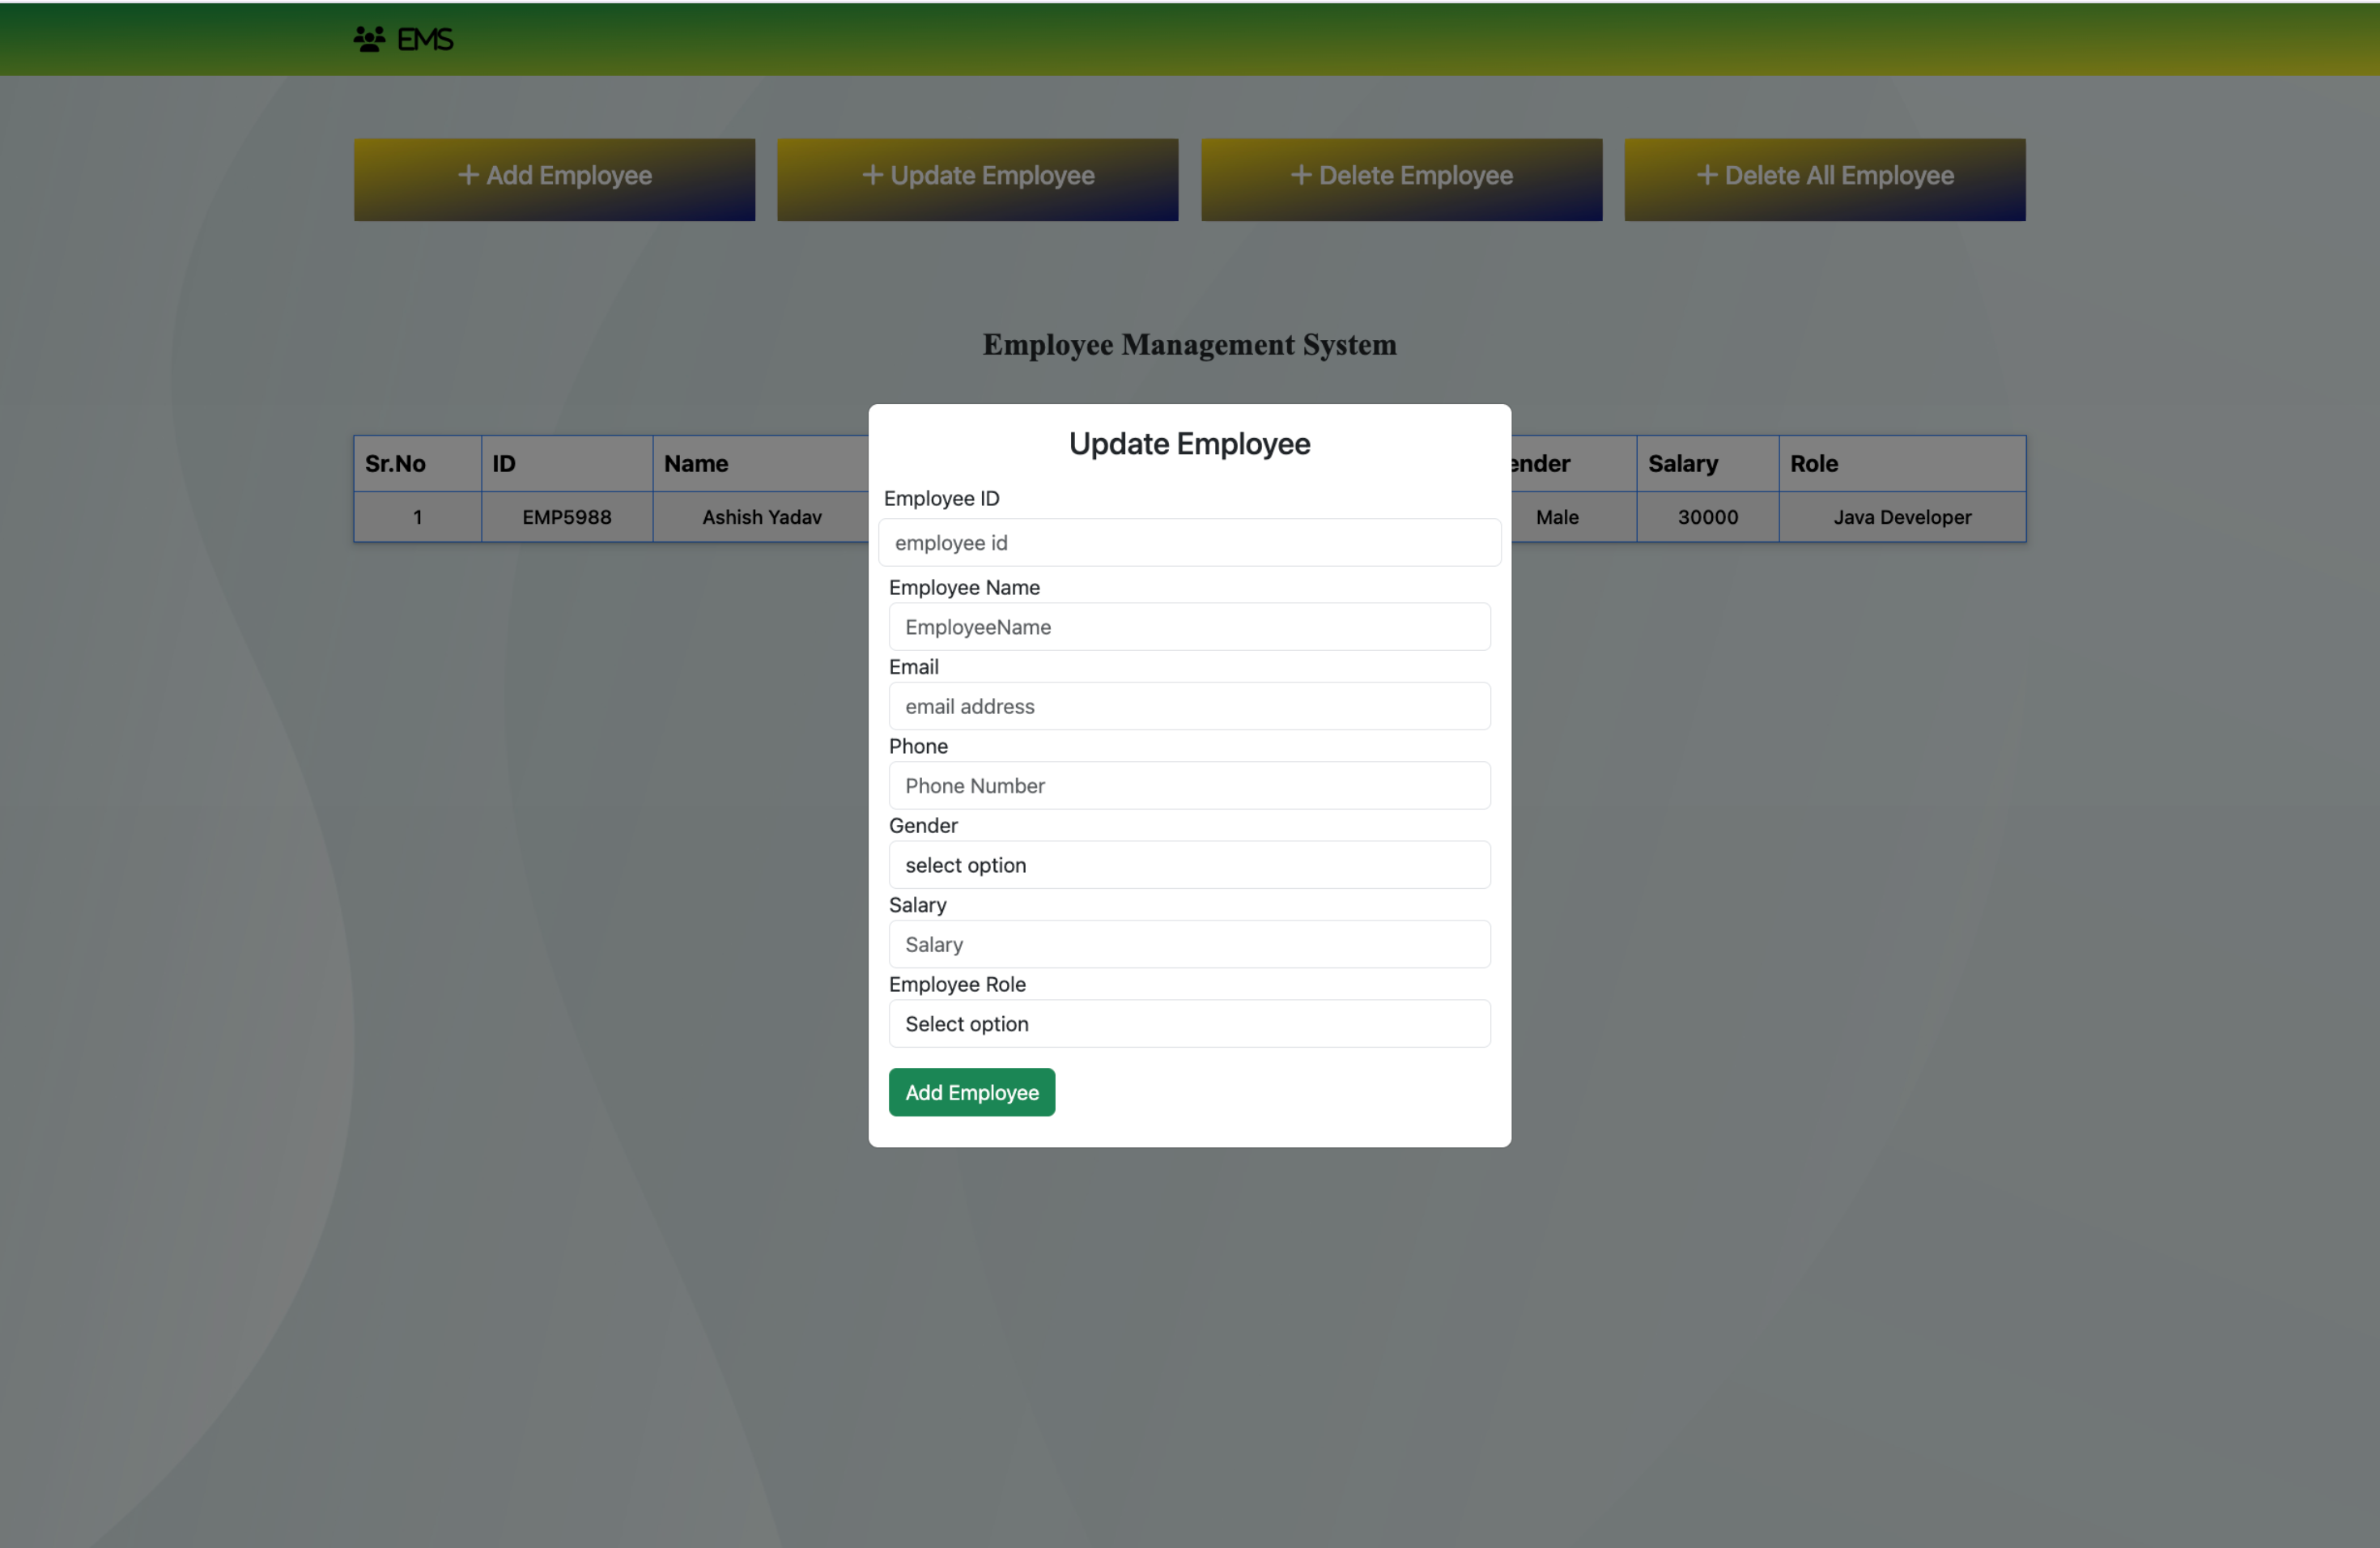 EMS
+ Add Employee + Update Employee + Delete Employee + Delete All Employee
Employee Management System
Sr.No ID Name ender Salary Role
1 EMP5988 Ashish Yadav Male 30000 Java Developer
Update Employee
Employee ID
employee id
Employee Name
EmployeeName
Email
email address
Phone
Phone Number
Gender
select option
Salary
Salary
Employee Role
Select option
Add Employee